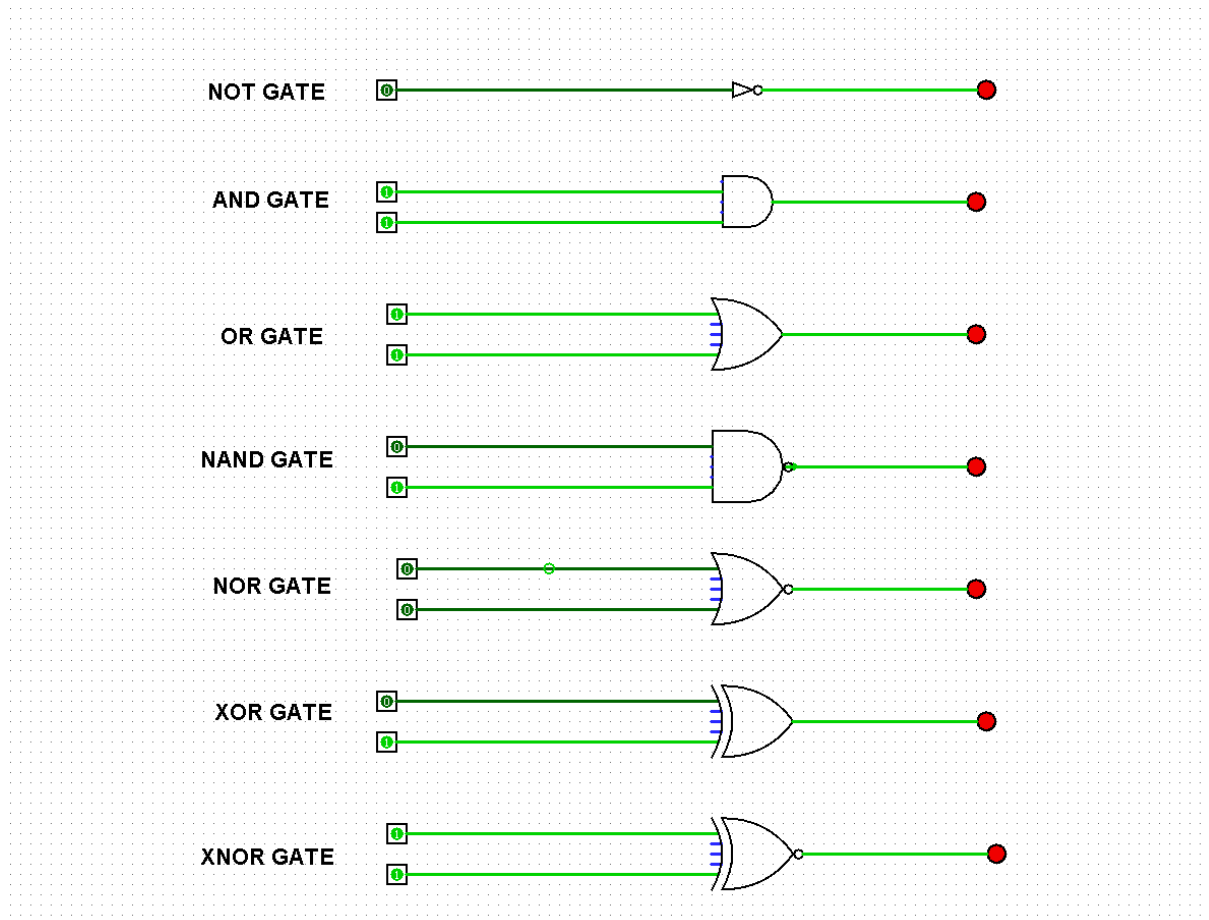 NOT GATE 0
AND GATE 1
1
OR GATE 1
1
NAND GATE 0
1
NOR GATE 0
0
XOR GATE 0
1
XNOR GATE 1
1